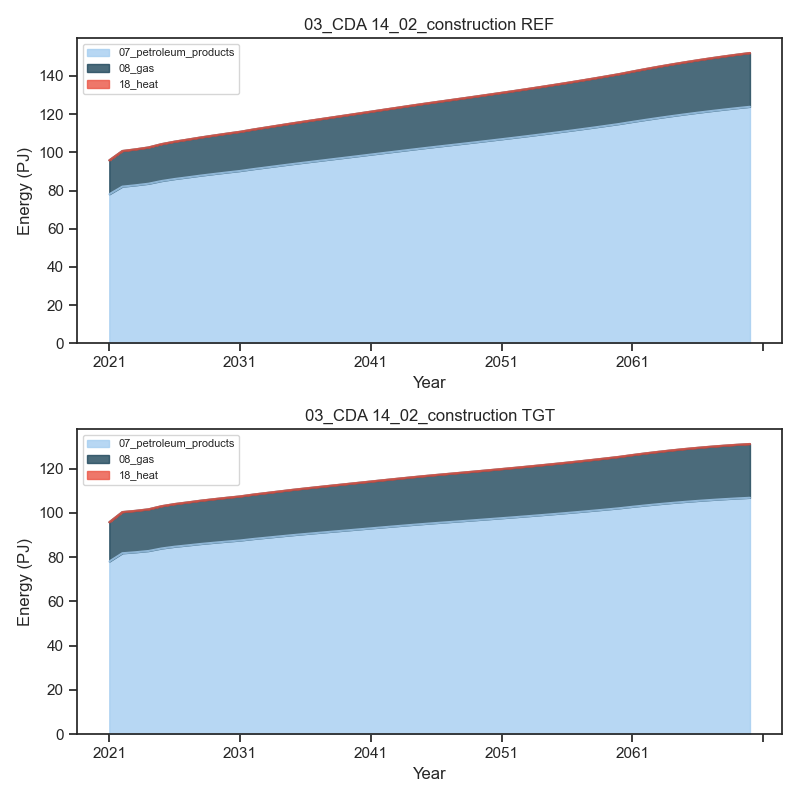 03_CDA 14_02_construction REF
07_petroleum_products
08_gas
18_heat
Energy (PJ)
140
120
100
80
60
40
20
0
2021 2031 2041 2051 2061
Year
03_CDA 14_02_construction TGT
07_petroleum_products
08_gas
18_heat
Energy (PJ)
120
100
80
60
40
20
0
2021 2031 2041 2051 2061
Year